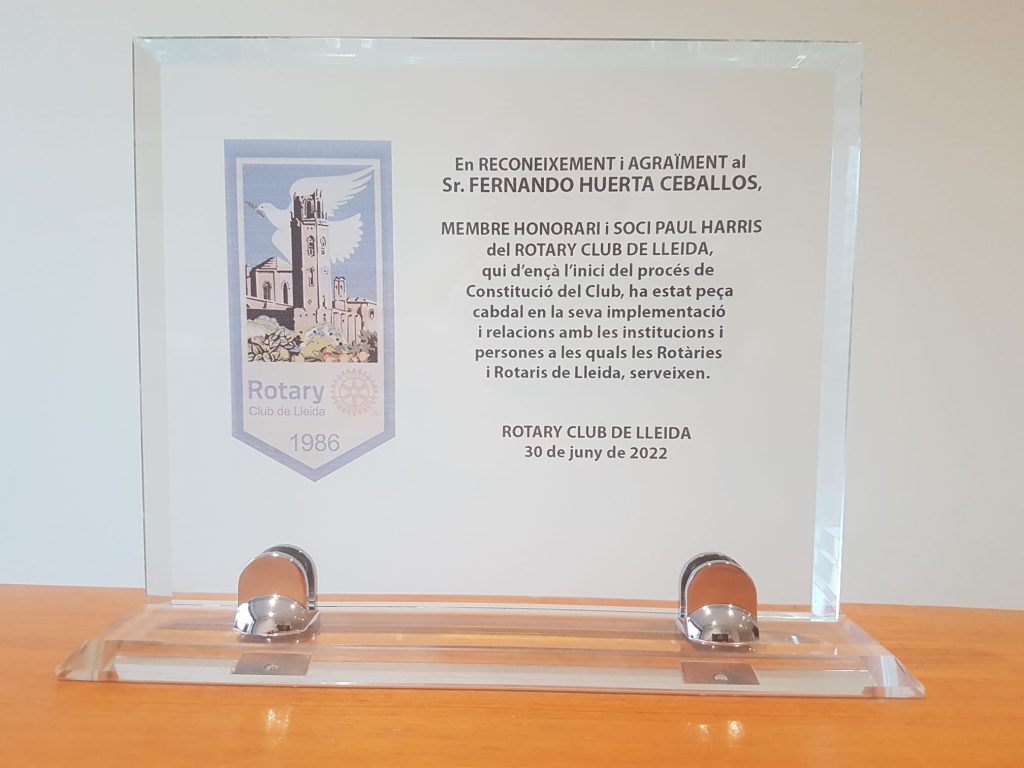 En RECONEIXEMENT i AGRAÏMENT al
Sr. FERNANDO HUERTA CEBALLOS,
MEMBRE HONORARI i SOCI PAUL HARRIS
del ROTARY CLUB DE LLEIDA,
qui d'ençà l'inici del procés de
Constitució del Club, ha estat peça
cabdal en la seva implementació
i relacions amb les institucions i
persones a les quals les Rotàries
i Rotaris de Lleida, serveixen.
ROTARY CLUB DE LLEIDA
30 de juny de 2022
Rotary
Club de Lleida
1986